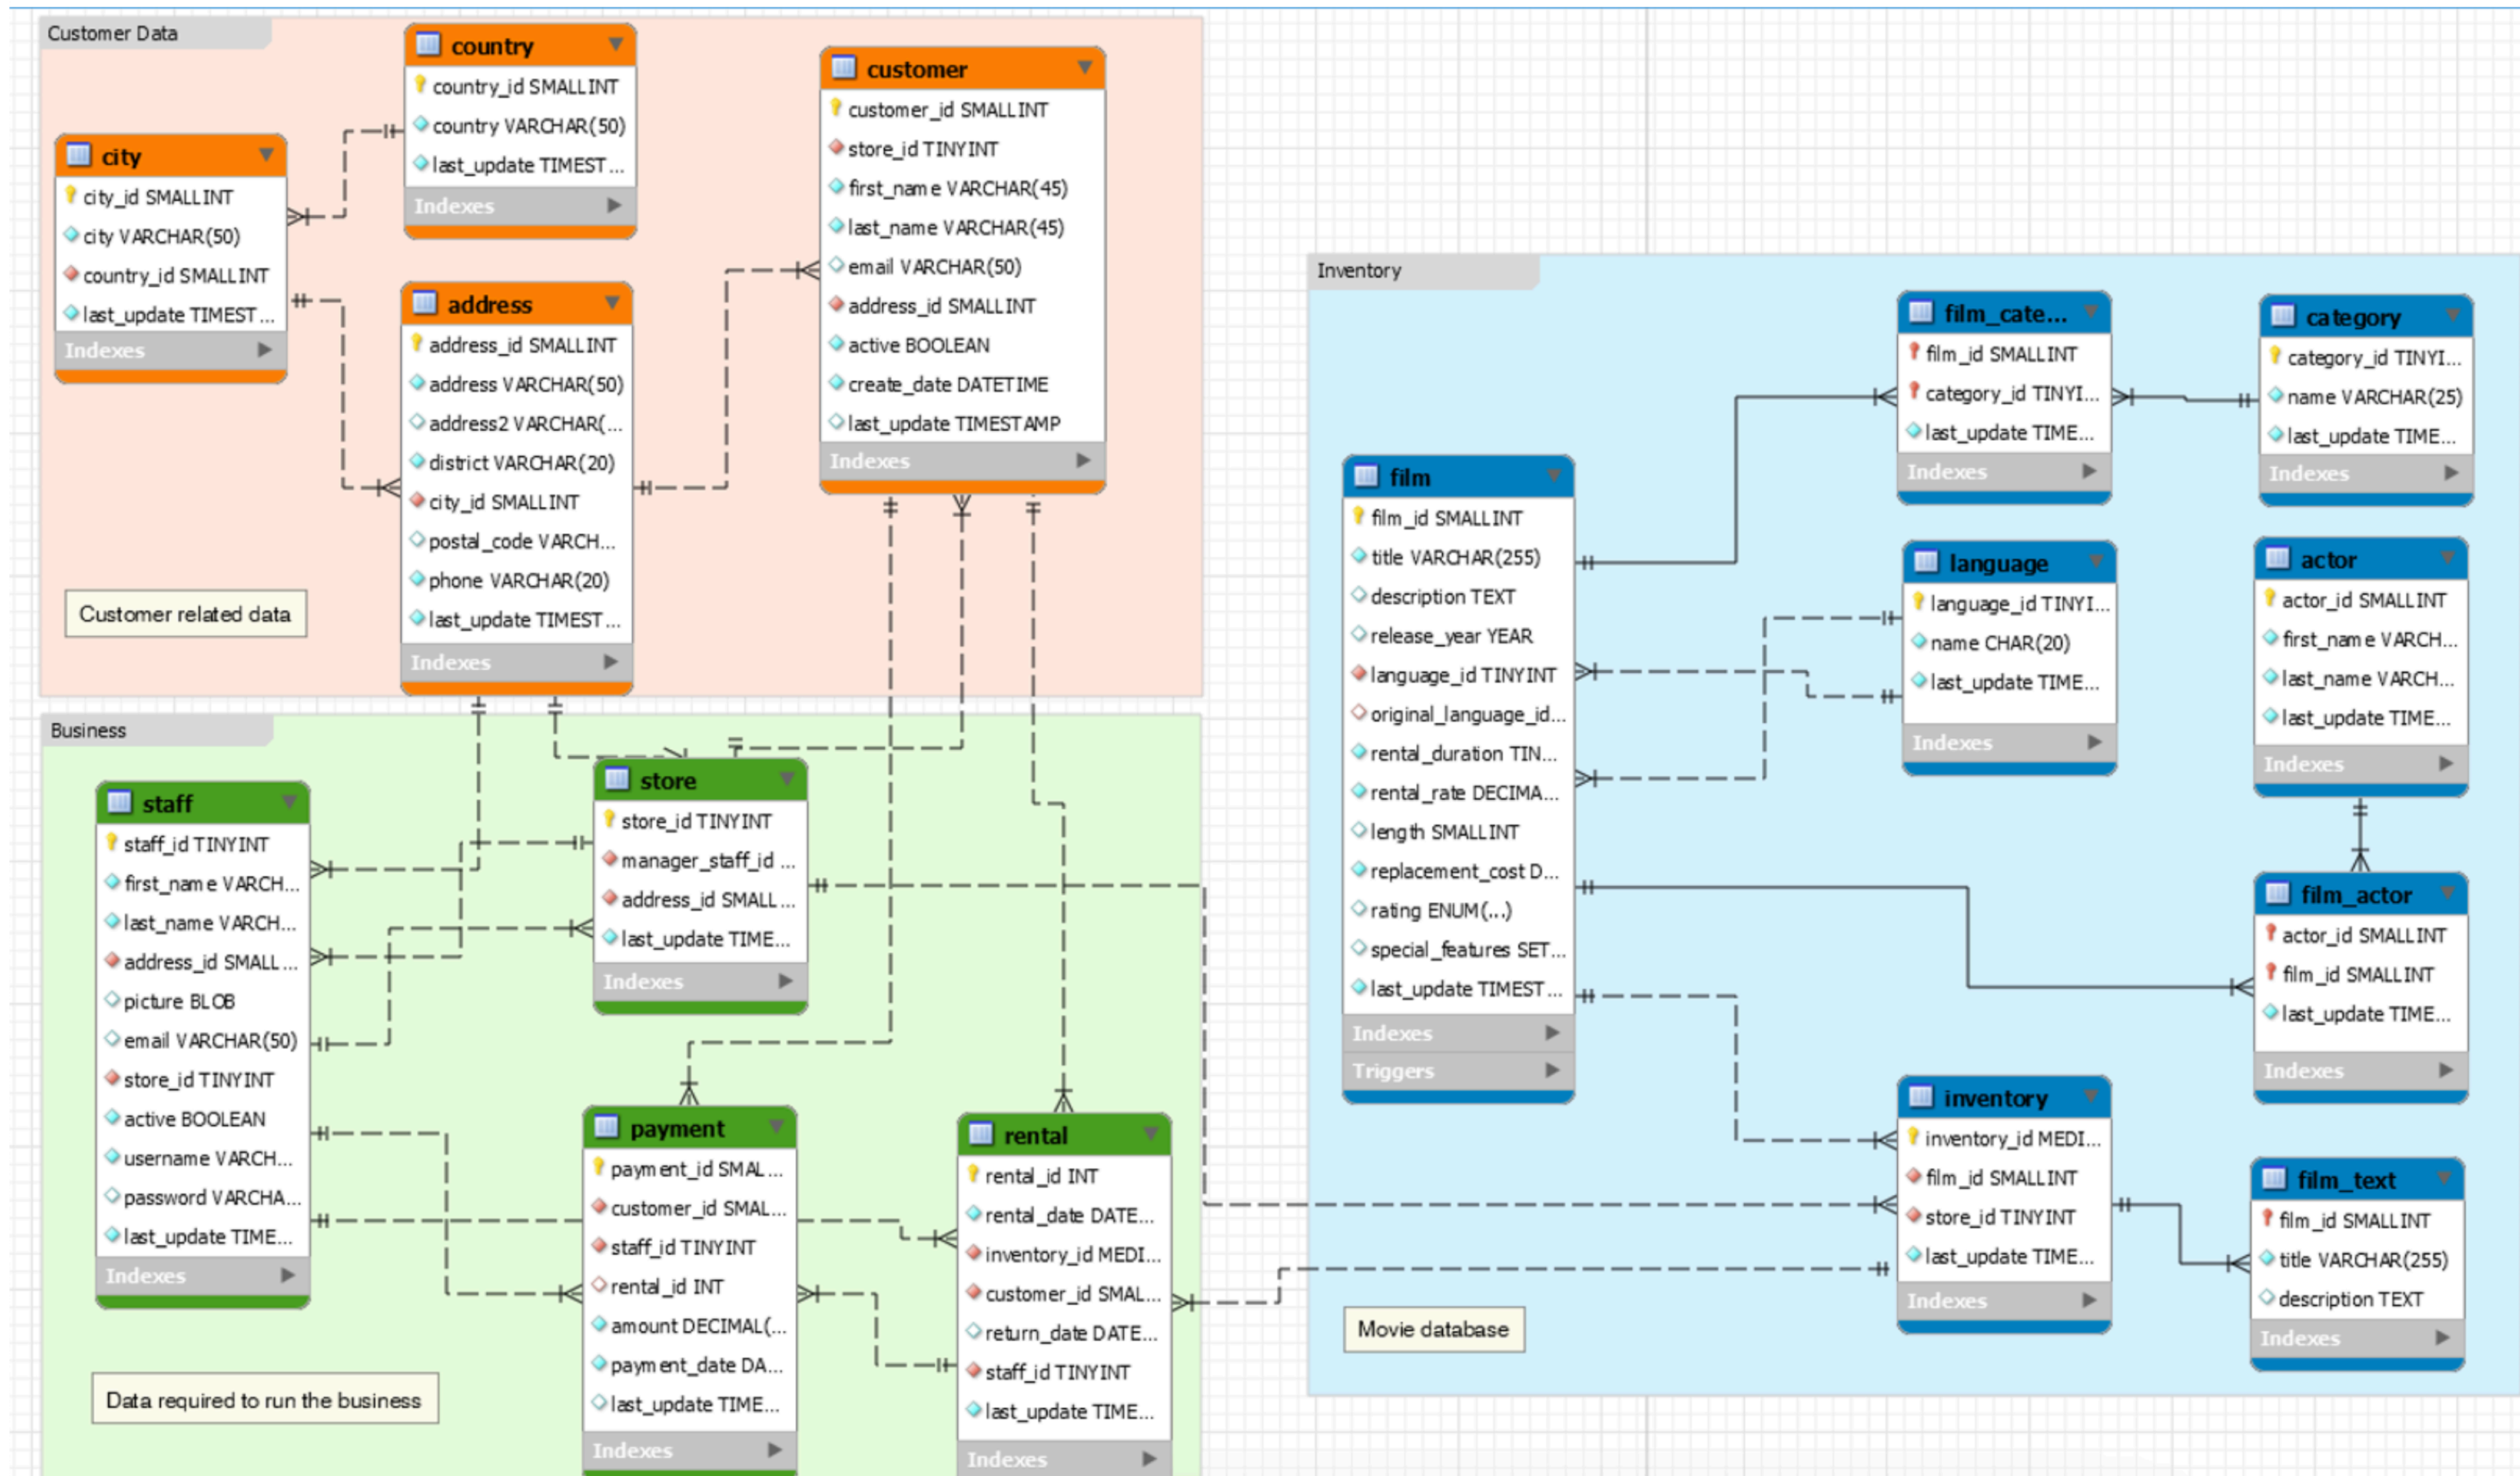 Customer Data
country
country_id SMALLINT
country VARCHAR(50)
last_update TIMEST...
Indexes
city
city_id SMALLINT
city VARCHAR(50)
country_id SMALLINT
last_update TIMEST...
Indexes
address
address_id SMALLINT
address VARCHAR(50)
address2 VARCHAR(...
district VARCHAR(20)
city_id SMALLINT
postal_code VARCH...
phone VARCHAR(20)
last_update TIMEST...
Indexes
customer
customer_id SMALLINT
store_id TINYINT
first_name VARCHAR(45)
last_name VARCHAR(45)
email VARCHAR(50)
address_id SMALLINT
active BOOLEAN
create_date DATETIME
last_update TIMESTAMP
Indexes
Customer related data
Business
staff
staff_id TINYINT
first_name VARCH...
last_name VARCH...
address_id SMALL...
picture BLOB
email VARCHAR(50)
store_id TINYINT
active BOOLEAN
username VARCH...
password VARCHA...
last_update TIME...
Indexes
store
store_id TINYINT
manager_staff_id ...
address_id SMALL...
last_update TIME...
Indexes
payment
payment_id SMAL...
customer_id SMAL...
staff_id TINYINT
rental_id INT
amount DECIMAL(...
payment_date DA...
last_update TIME...
Indexes
rental
rental_id INT
rental_date DATE...
inventory_id MEDI...
customer_id SMAL...
return_date DATE...
staff_id TINYINT
last_update TIME...
Indexes
Data required to run the business
Inventory
film
film_id SMALLINT
title VARCHAR(255)
description TEXT
release_year YEAR
language_id TINYINT
original_language_id...
rental_duration TIN...
rental_rate DECIMA...
length SMALLINT
replacement_cost D...
rating ENUM(...)
special_features SET...
last_update TIMEST...
Indexes
Triggers
film_cate...
film_id SMALLINT
category_id TINYI...
last_update TIME...
Indexes
category
category_id TINYI...
name VARCHAR(25)
last_update TIME...
Indexes
language
language_id TINYI...
name CHAR(20)
last_update TIME...
Indexes
actor
actor_id SMALLINT
first_name VARCH...
last_name VARCH...
last_update TIME...
Indexes
film_actor
actor_id SMALLINT
film_id SMALLINT
last_update TIME...
Indexes
inventory
inventory_id MEDI...
film_id SMALLINT
store_id TINYINT
last_update TIME...
Indexes
film_text
film_id SMALLINT
title VARCHAR(255)
description TEXT
Indexes
Movie database